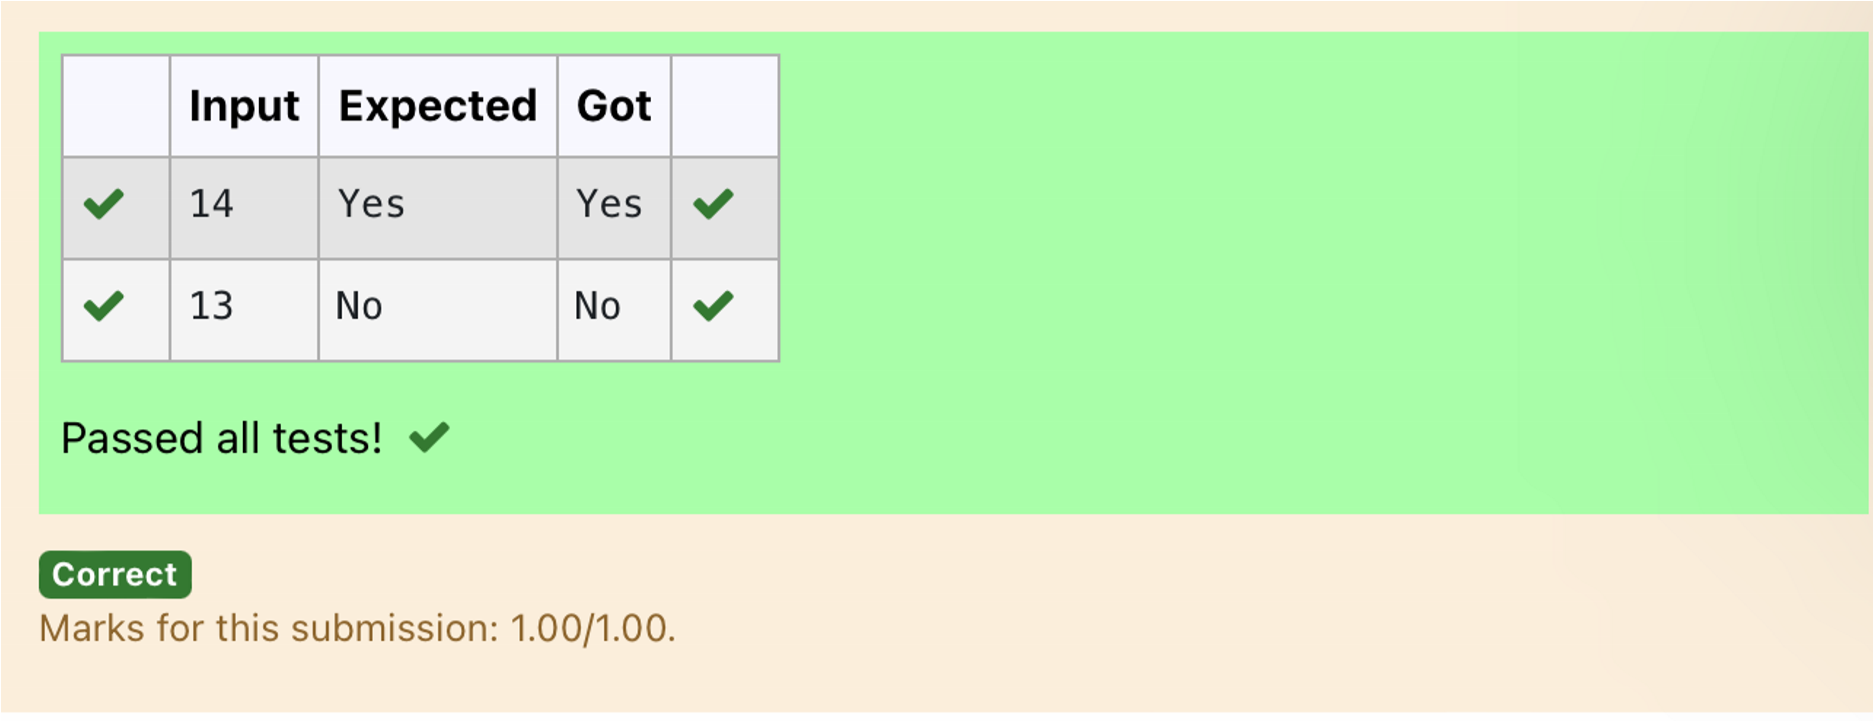 Input Expected Got
14 Yes Yes
13 No No
Passed all tests!
Correct
Marks for this submission: 1.00/1.00.